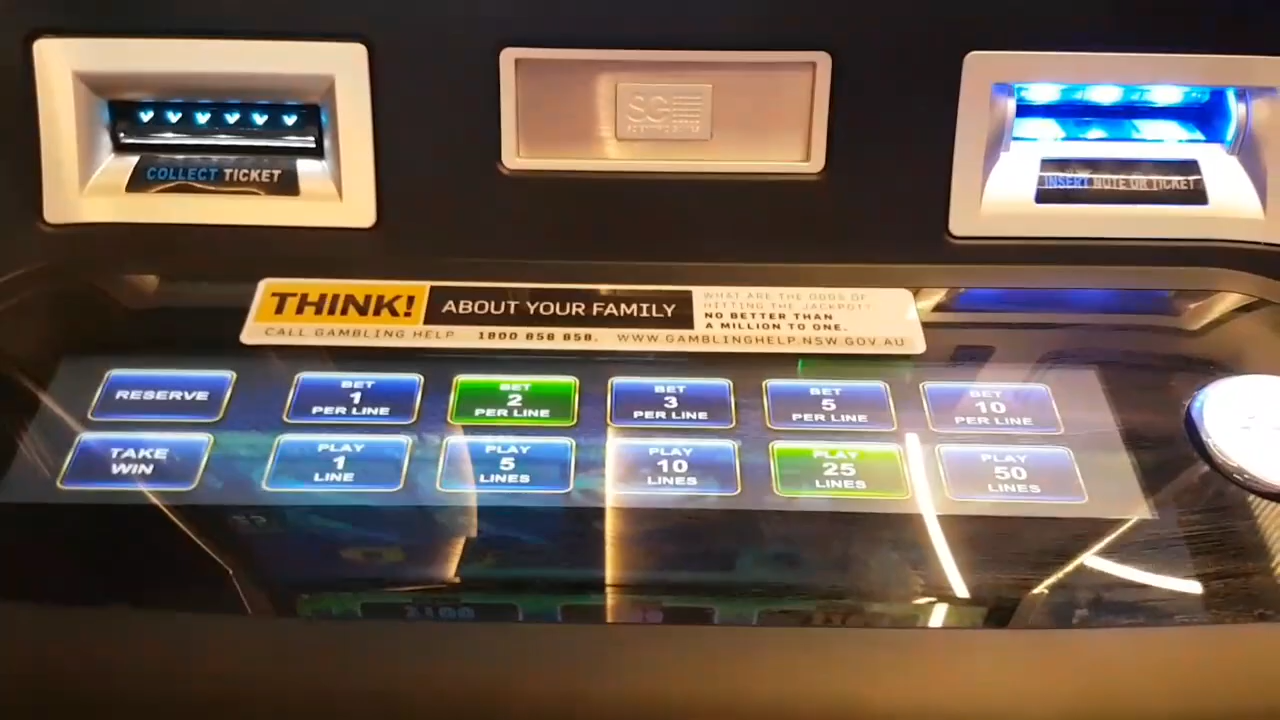 COLLECT TICKET
SG
SCIENTIFIC GAMES
INSERT NOTE OR TICKET
THINK! ABOUT YOUR FAMILY
WHAT ARE THE ODDS OF
HITTING THE JACKPOT?
NO BETTER THAN
A MILLION TO ONE.
CALL GAMBLING HELP 1800 858 858. WWW.GAMBLINGHELP.NSW.GOV.AU
RESERVE
BET
1
PER LINE
BET
2
PER LINE
BET
3
PER LINE
BET
5
PER LINE
BET
10
PER LINE
TAKE
WIN
PLAY
1
LINE
PLAY
5
LINES
PLAY
10
LINES
PLAY
25
LINES
PLAY
50
LINES